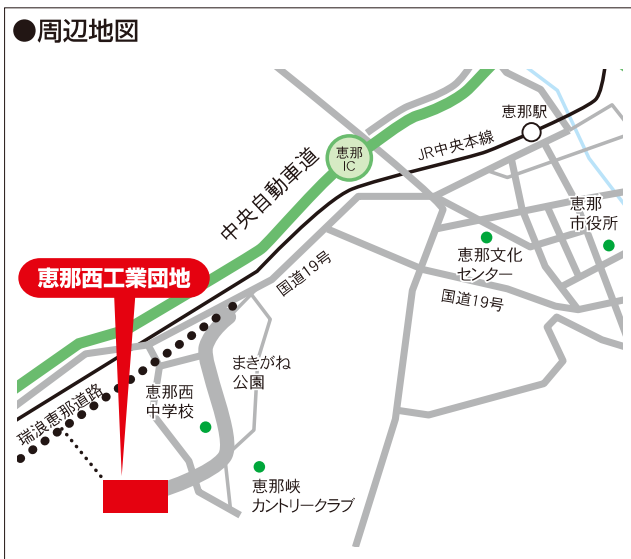 ●周辺地図
恵那駅
JR中央本線
恵那
IC
中央自動車道
恵那
市役所
恵那文化
センター
国道19号
国道19号
恵那西工業団地
まきがね
公園
恵那西
中学校
瑞浪恵那道路
恵那峡
カントリークラブ